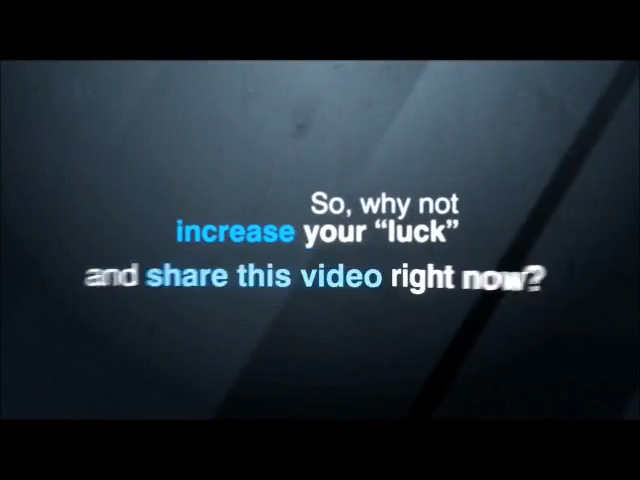 So, why not
increase your “luck”
and share this video right now?